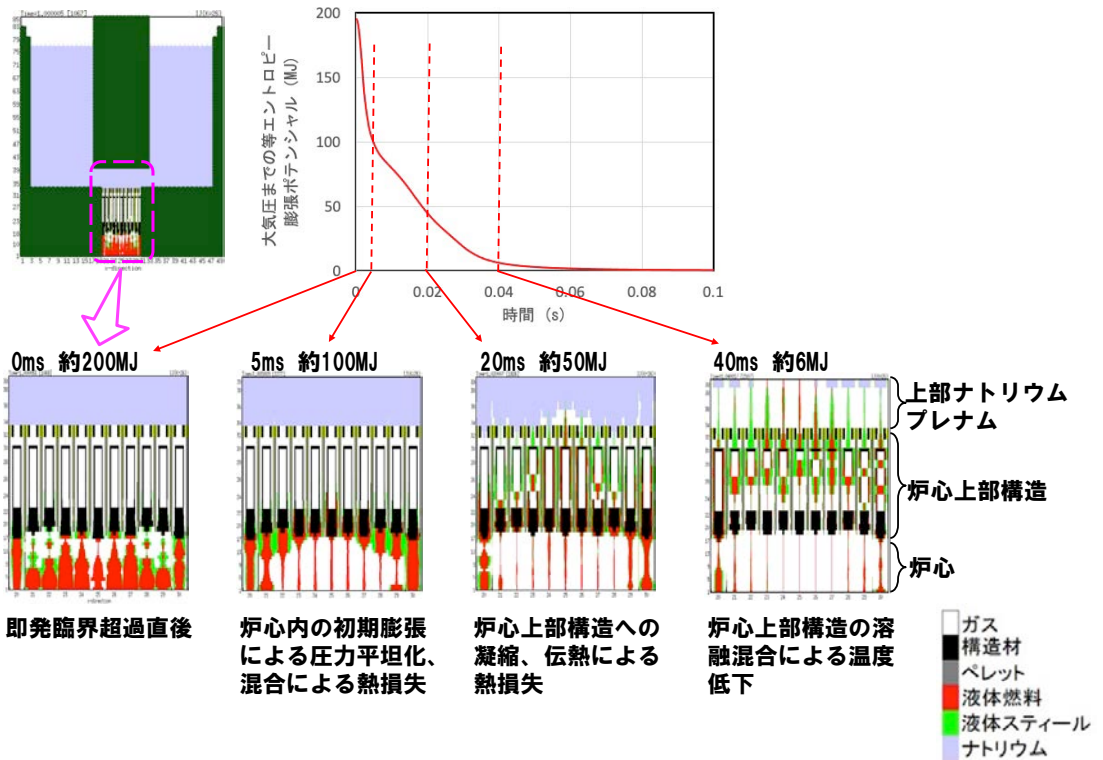 200
150
100
50
0
大気圧までの等エントロピー
膨張ポテンシャル (MJ)
0
0.02
0.04
0.06
0.08
0.1
時間 (s)
0ms 約200MJ
5ms 約100MJ
20ms 約50MJ
40ms 約6MJ
上部ナトリウム
プレナム
炉心上部構造
炉心
即発臨界超過直後
炉心内の初期膨張
による圧力平坦化、
混合による熱損失
炉心上部構造への
凝縮、伝熱による
熱損失
炉心上部構造の溶
融混合による温度
低下
ガス
構造材
ペレット
液体燃料
液体スティール
ナトリウム